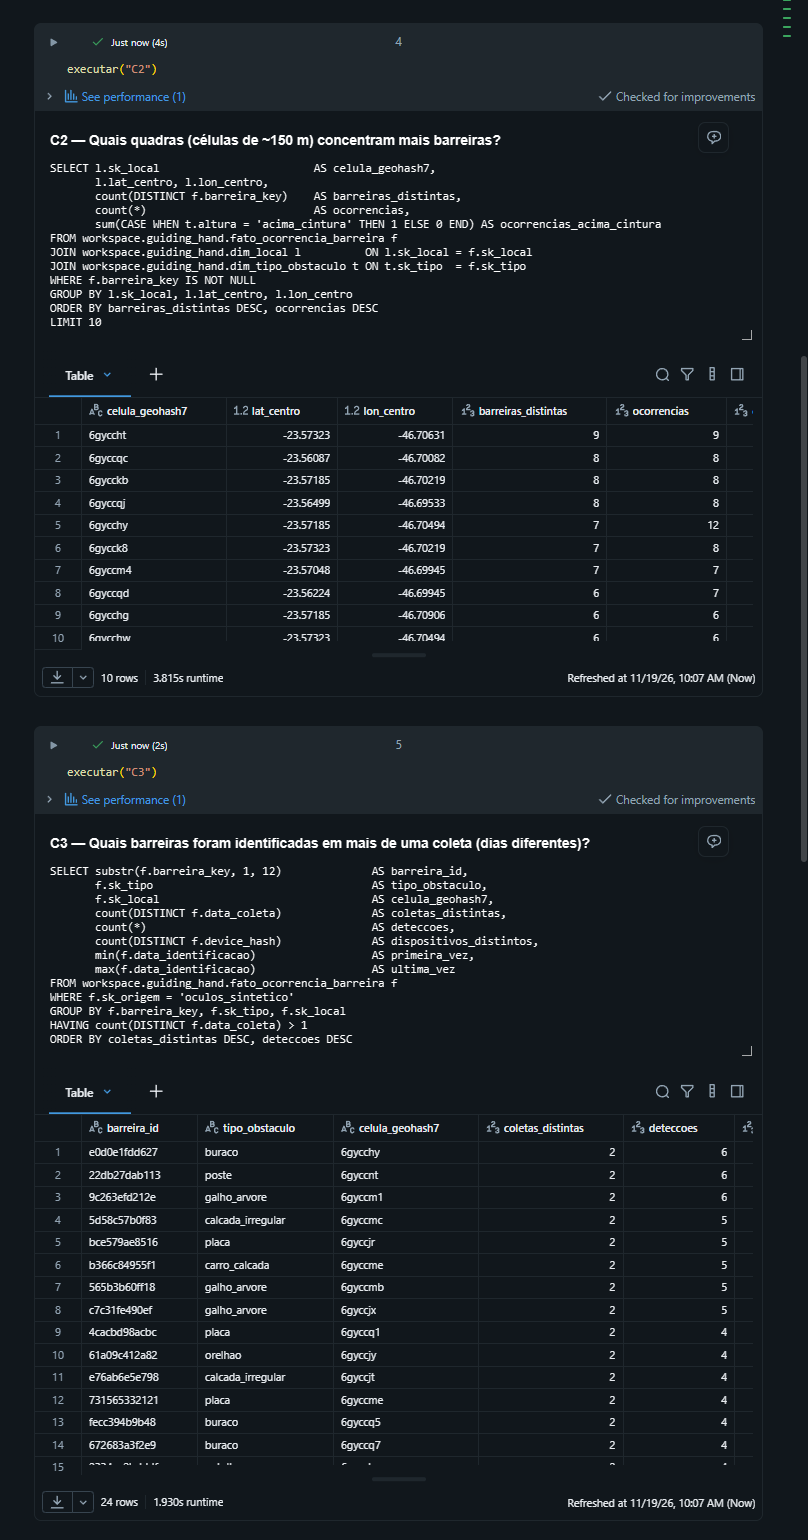 Just now (4s)
4
executar("C2")
See performance (1)
Checked for improvements
C2 — Quais quadras (células de ~150 m) concentram mais barreiras?
SELECT l.sk_local AS celula_geohash7,
l.lat_centro, l.lon_centro,
count(DISTINCT f.barreira_key) AS barreiras_distintas,
count(*) AS ocorrencias,
sum(CASE WHEN t.altura = 'acima_cintura' THEN 1 ELSE 0 END) AS ocorrencias_acima_cintura
FROM workspace.guiding_hand.fato_ocorrencia_barreira f
JOIN workspace.guiding_hand.dim_local l ON l.sk_local = f.sk_local
JOIN workspace.guiding_hand.dim_tipo_obstaculo t ON t.sk_tipo = f.sk_tipo
WHERE f.barreira_key IS NOT NULL
GROUP BY l.sk_local, l.lat_centro, l.lon_centro
ORDER BY barreiras_distintas DESC, ocorrencias DESC
LIMIT 10
Table
celula_geohash7 1.2 lat_centro 1.2 lon_centro barreiras_distintas ocorrencias
1 6gyccht -23.57323 -46.70631 9 9
2 6gyccqc -23.56087 -46.70082 8 8
3 6gycckb -23.57185 -46.70219 8 8
4 6gyccqj -23.56499 -46.69533 8 8
5 6gycchy -23.57185 -46.70494 7 12
6 6gycck8 -23.57323 -46.70219 7 8
7 6gyccm4 -23.57048 -46.69945 7 7
8 6gyccqd -23.56224 -46.69945 6 7
9 6gycchg -23.57185 -46.70906 6 6
10 6gycchw -23.57323 -46.70494 6 6
10 rows 3.815s runtime
Refreshed at 11/19/26, 10:07 AM (Now)
Just now (2s)
5
executar("C3")
See performance (1)
Checked for improvements
C3 — Quais barreiras foram identificadas em mais de uma coleta (dias diferentes)?
SELECT substr(f.barreira_key, 1, 12) AS barreira_id,
f.sk_tipo AS tipo_obstaculo,
f.sk_local AS celula_geohash7,
count(DISTINCT f.data_coleta) AS coletas_distintas,
count(*) AS deteccoes,
count(DISTINCT f.device_hash) AS dispositivos_distintos,
min(f.data_identificacao) AS primeira_vez,
max(f.data_identificacao) AS ultima_vez
FROM workspace.guiding_hand.fato_ocorrencia_barreira f
WHERE f.sk_origem = 'oculos_sintetico'
GROUP BY f.barreira_key, f.sk_tipo, f.sk_local
HAVING count(DISTINCT f.data_coleta) > 1
ORDER BY coletas_distintas DESC, deteccoes DESC
Table
barreira_id tipo_obstaculo celula_geohash7 coletas_distintas deteccoes
1 e0d0e1fdd627 buraco 6gycchy 2 6
2 22db27dab113 poste 6gyccnt 2 6
3 9c263efd212e galho_arvore 6gyccm1 2 6
4 5d58c57b0f83 calcada_irregular 6gyccmc 2 5
5 bce579ae8516 placa 6gyccjr 2 5
6 b366c84955f1 carro_calcada 6gyccme 2 5
7 565b3b60ff18 galho_arvore 6gyccmb 2 5
8 c7c31fe490ef galho_arvore 6gyccjx 2 5
9 4cacbd98acbc placa 6gyccq1 2 4
10 61a09c412a82 orelhao 6gyccjy 2 4
11 e76ab6e5e798 calcada_irregular 6gyccjt 2 4
12 731565332121 placa 6gyccme 2 4
13 fecc394b9b48 buraco 6gyccq5 2 4
14 672683a3f2e9 buraco 6gyccq7 2 4
15
24 rows 1.930s runtime
Refreshed at 11/19/26, 10:07 AM (Now)